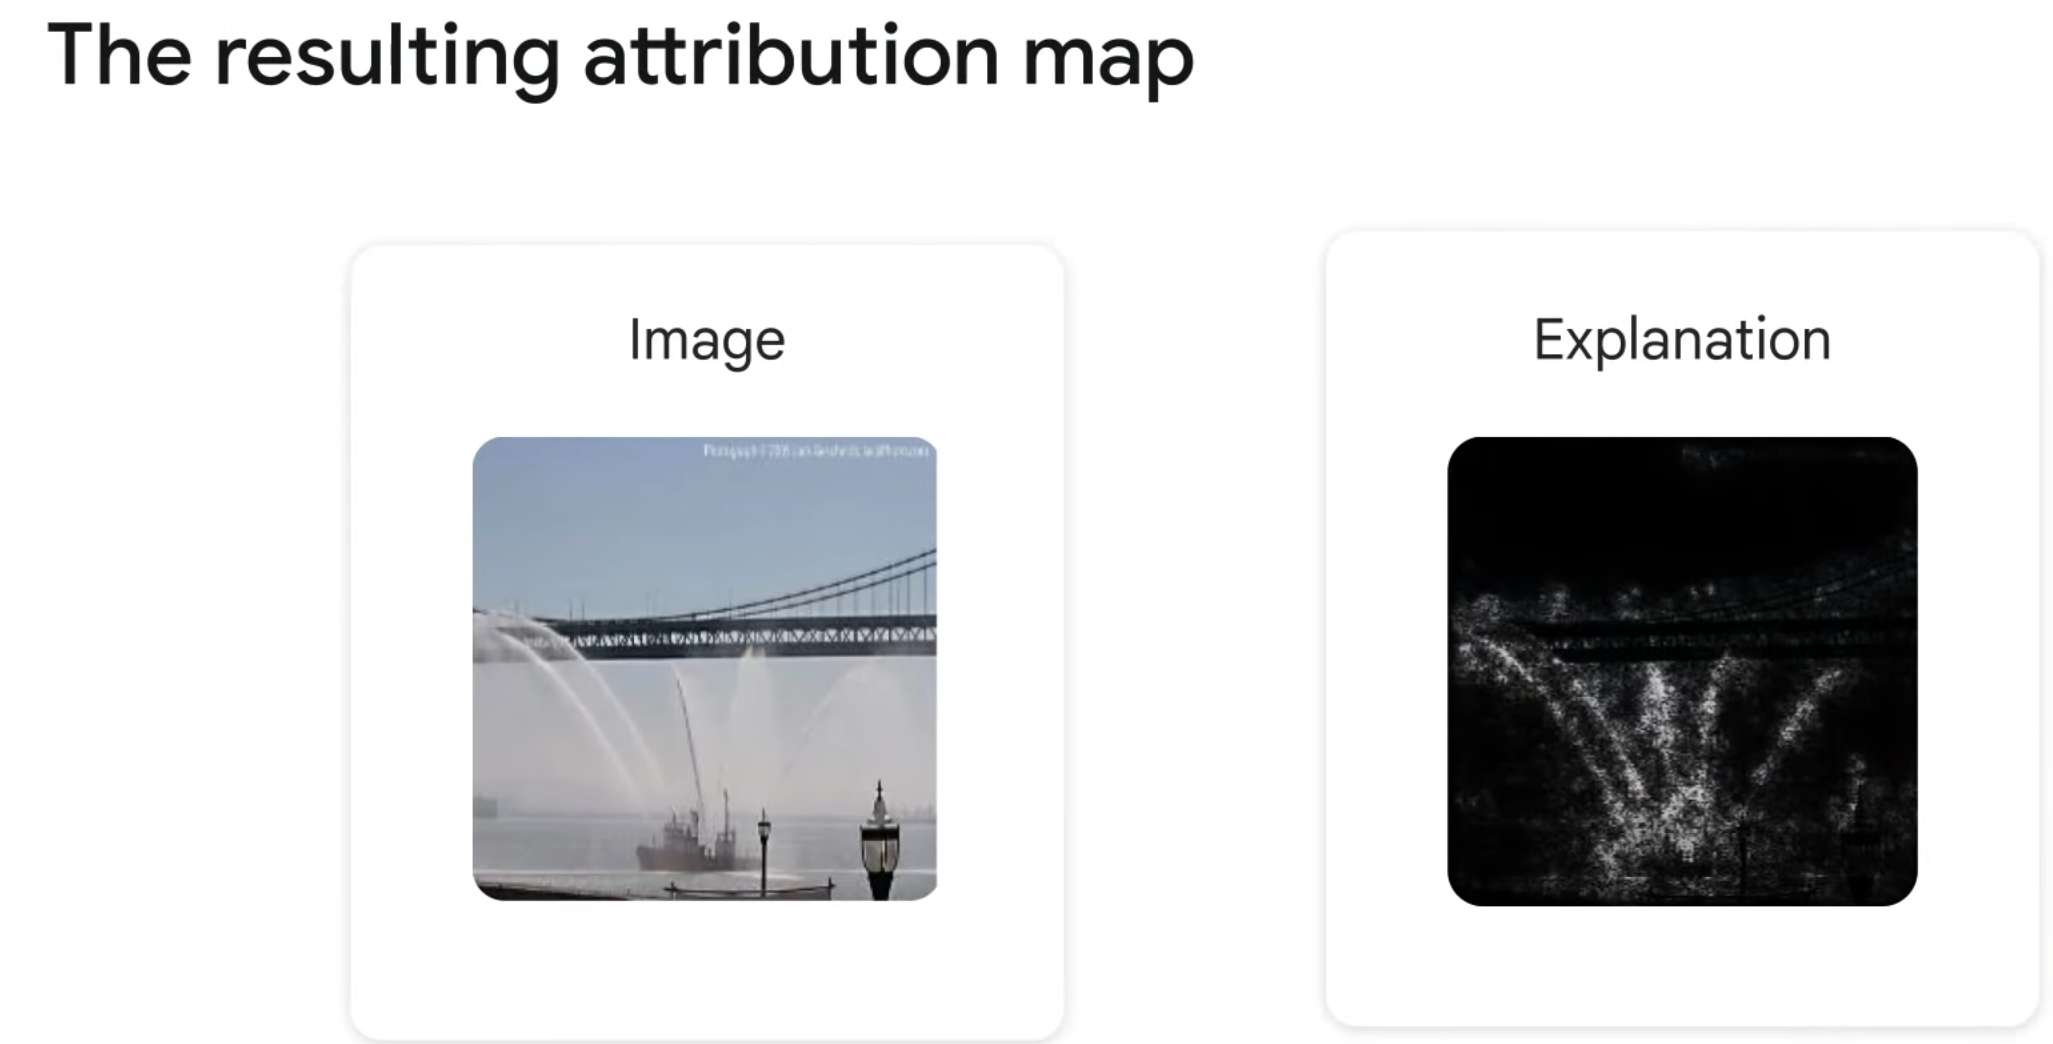 The resulting attribution map
Image
Explanation